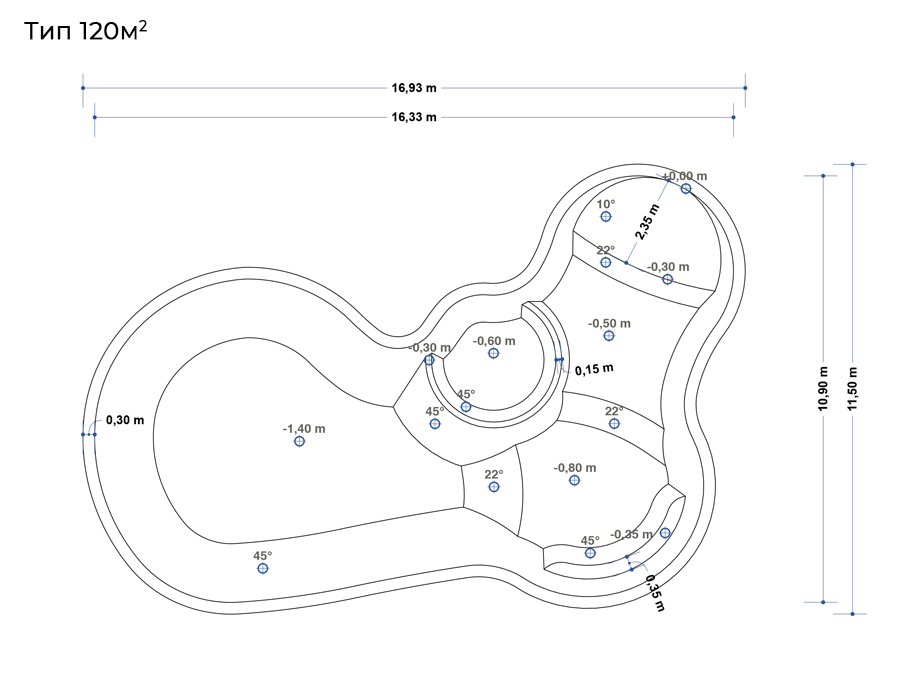 Тип 120м²
16,93 m
16,33 m
+0,00 m
10°
2,35 m
22°
-0,30 m
-0,50 m
-0,60 m
-0,30 m
0,15 m
10,90 m
11,50 m
45°
45°
22°
0,30 m
-1,40 m
-0,80 m
22°
-0,35 m
45°
45°
0,35 m